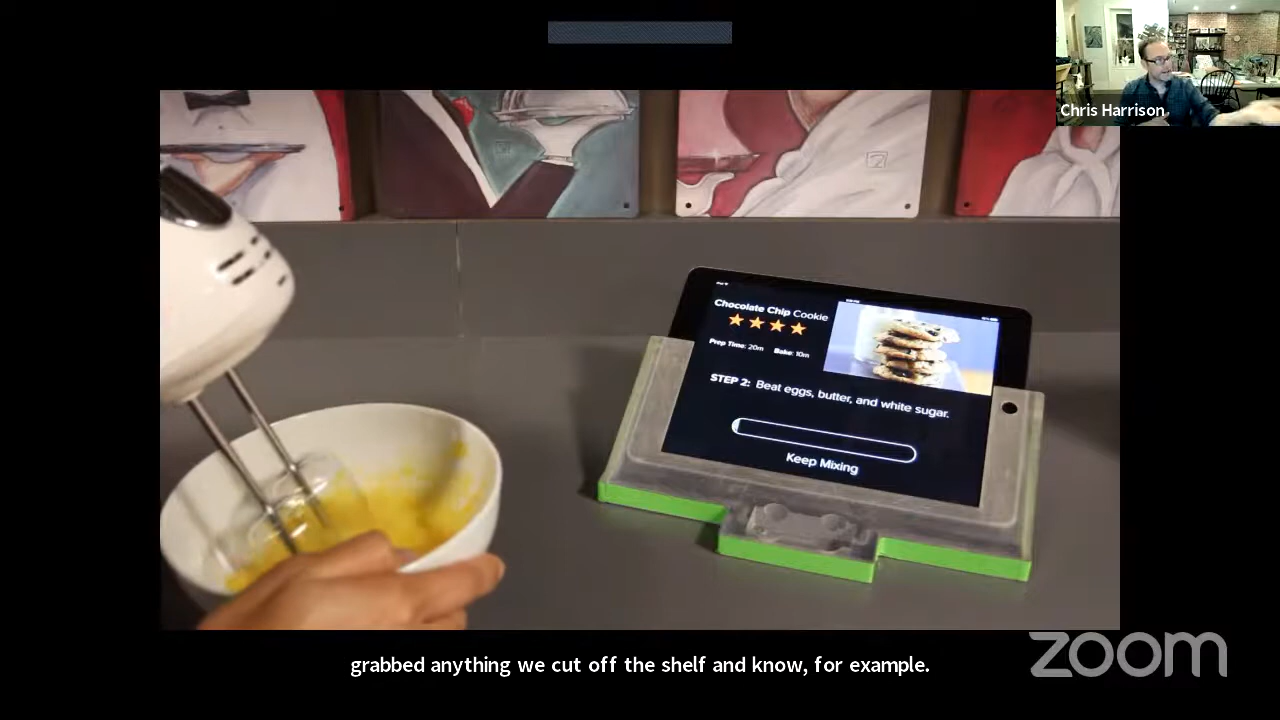 Chris Harrison
Chocolate Chip Cookie
Prep Time: 20m Bake: 10m
STEP 2: Beat eggs, butter, and white sugar.
Keep Mixing
grabbed anything we cut off the shelf and know, for example.
zoom